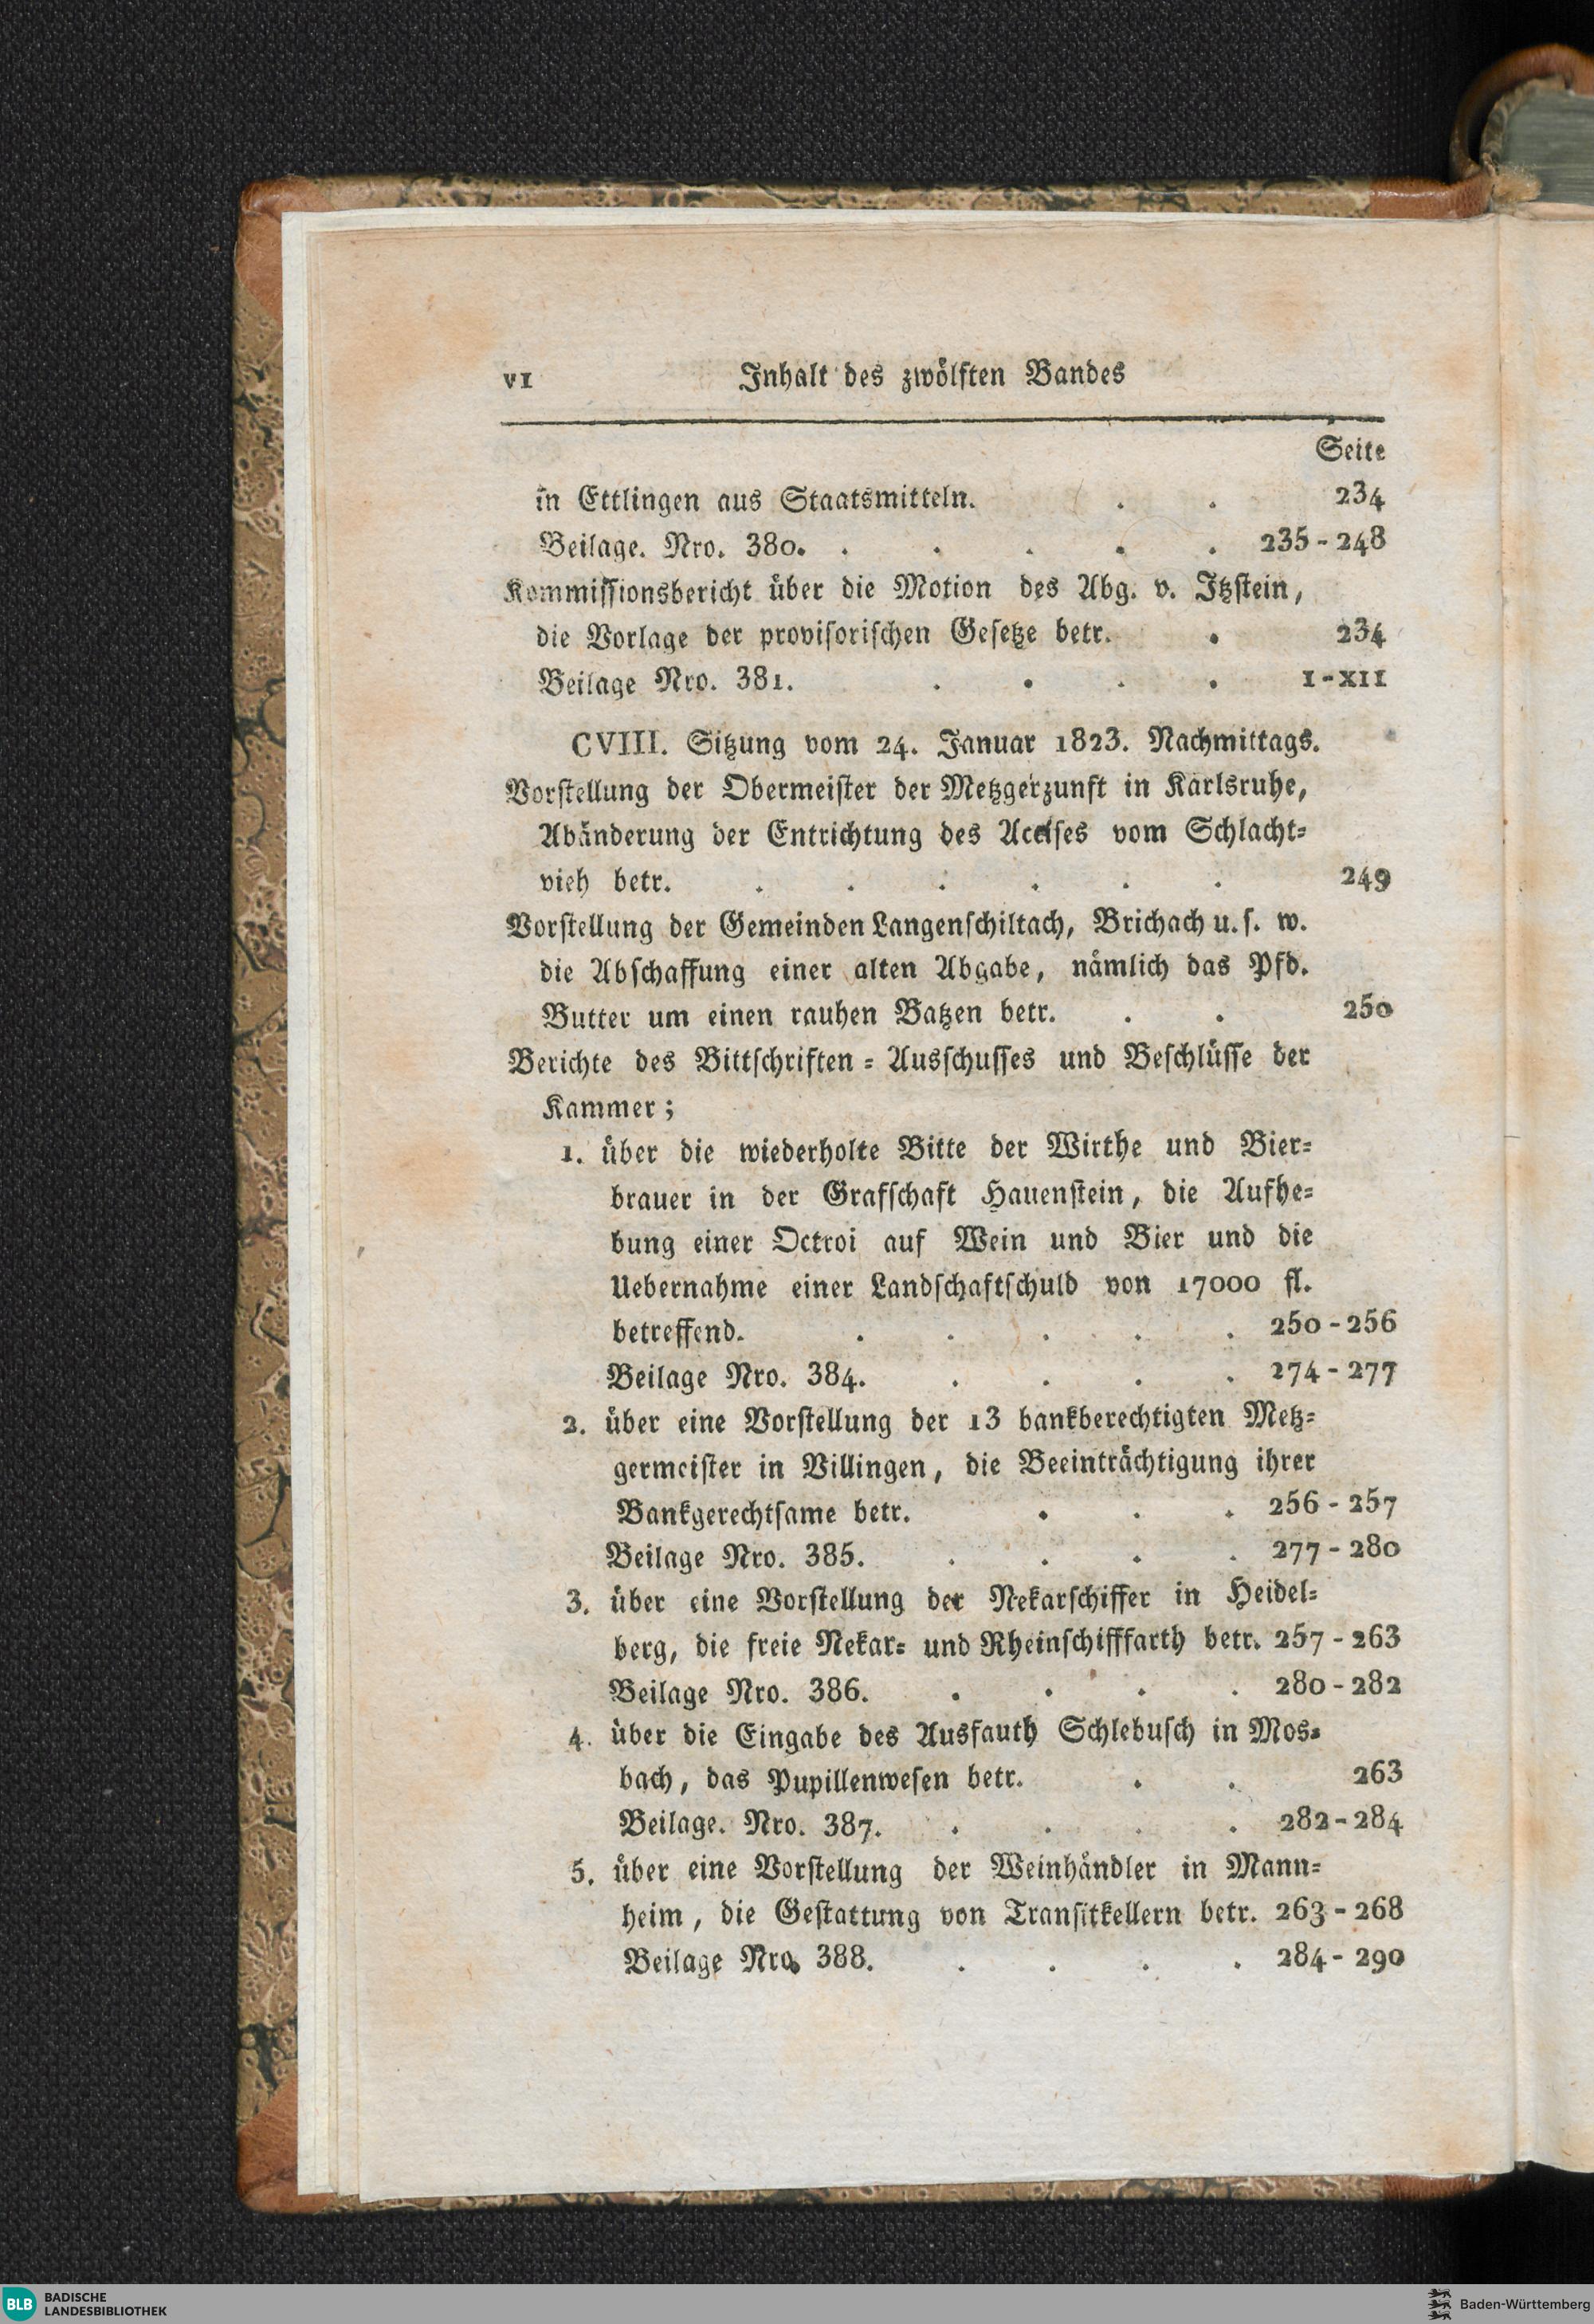 VI Inhalt des zwölften Bandes
Seite
in Ettlingen aus Staatsmitteln. . . 234
Beilage. Nro. 380. . . . . . 235-248
Kommissionsbericht über die Motion des Abg. v. Itzstein,
die Vorlage der provisorischen Gesetze betr. . 234
Beilage Nro. 381. . . . . I-XII
CVIII. Sitzung vom 24. Januar 1823. Nachmittags.
Vorstellung der Obermeister der Metzgerzunft in Karlsruhe,
Abänderung der Entrichtung des Accises vom Schlacht=
vieh betr. . . . . . . 249
Vorstellung der Gemeinden Langenschiltach, Brichach u. s. w.
die Abschaffung einer alten Abgabe, nämlich das Pfd.
Butter um einen rauhen Batzen betr. . . 250
Berichte des Bittschriften=Ausschusses und Beschlüsse der
Kammer;
1. über die wiederholte Bitte der Wirthe und Bier=
brauer in der Grafschaft Hauenstein, die Aufhe=
bung einer Octroi auf Wein und Bier und die
Uebernahme einer Landschaftschuld von 17000 fl.
betreffend. . . . . . 250-256
Beilage Nro. 384. . . . . 274-277
2. über eine Vorstellung der 13 bankberechtigten Metz=
germeister in Villingen, die Beeinträchtigung ihrer
Bankgerechtsame betr. . . . 256-257
Beilage Nro. 385. . . . . 277-280
3. über eine Vorstellung der Nekarschiffer in Heidel=
berg, die freie Nekar= und Rheinschifffarth betr. 257-263
Beilage Nro. 386. . . . . 280-282
4. über die Eingabe des Ausfauth Schlebusch in Mos=
bach, das Pupillenwesen betr. . . 263
Beilage. Nro. 387. . . . . 282-284
5. über eine Vorstellung der Weinhändler in Mann=
heim, die Gestattung von Transitkellern betr. 263-268
Beilage Nro. 388. . . . . 284-290
BLB BADISCHE
LANDESBIBLIOTHEK
Baden-Württemberg